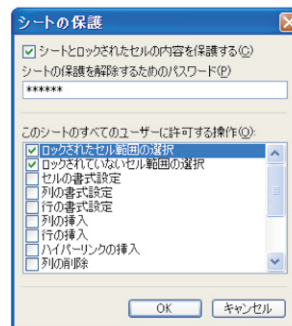 シートの保護
シートとロックされたセルの内容を保護する(C)
シートの保護を解除するためのパスワード(P)
******
このシートのすべてのユーザーに許可する操作(O):
ロックされたセル範囲の選択
ロックされていないセル範囲の選択
セルの書式設定
列の書式設定
行の書式設定
列の挿入
行の挿入
ハイパーリンクの挿入
列の削除
OK
キャンセル